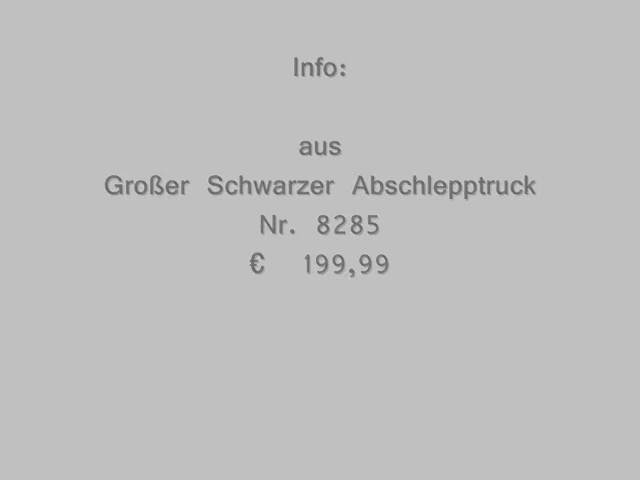 Info:
aus
Großer Schwarzer Abschlepptruck
Nr. 8285
€ 199,99